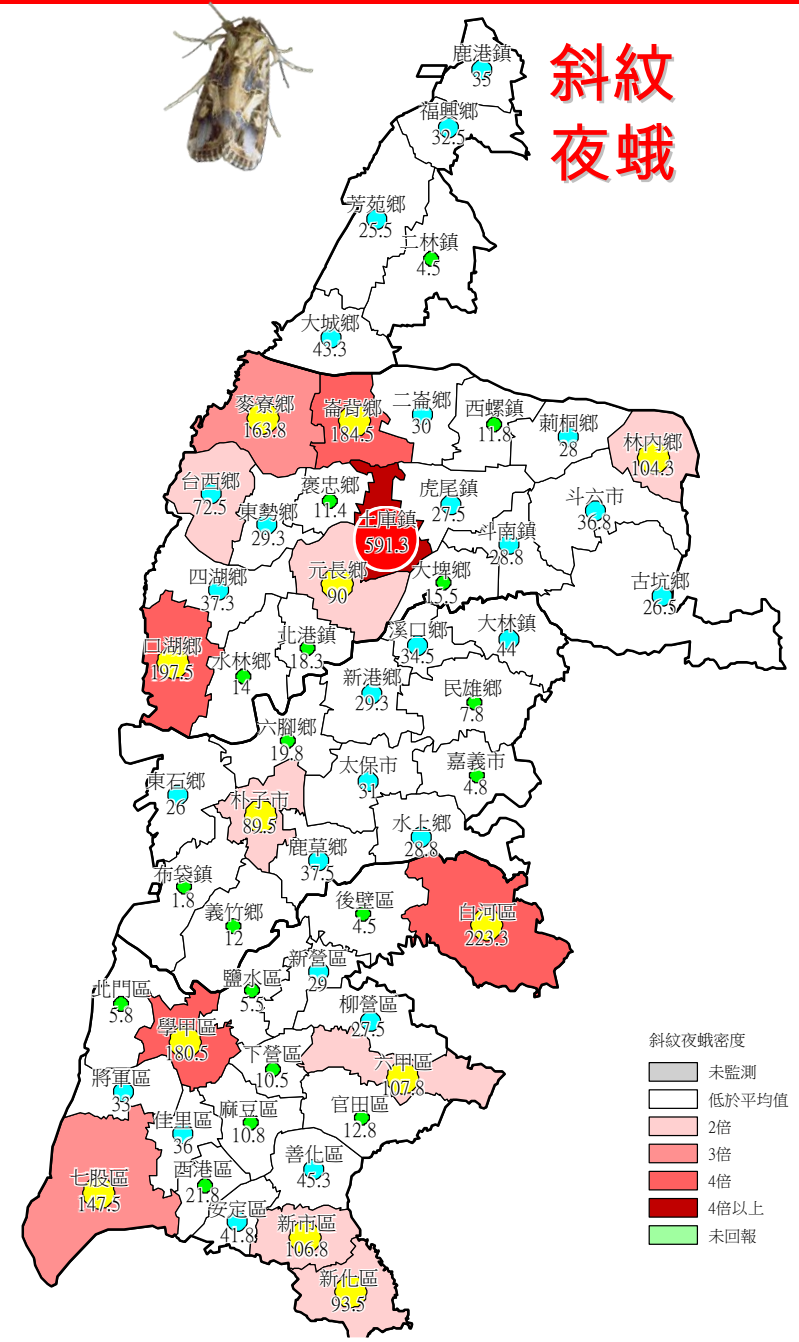 斜紋
夜蛾
鹿港鎮
35
福興鄉
32.5
芳苑鄉
25.5
二林鎮
4.5
大城鄉
43.3
麥寮鄉
163.8
崙背鄉
184.5
二崙鄉
30
西螺鎮
11.8
莿桐鄉
28
林內鄉
104.3
台西鄉
72.5
東勢鄉
29.3
褒忠鄉
11.4
土庫鎮
591.3
虎尾鎮
27.5
斗南鎮
28.8
斗六市
36.8
四湖鄉
37.3
元長鄉
90
大埤鄉
15.5
古坑鄉
26.5
口湖鄉
197.5
水林鄉
14
北港鎮
18.3
溪口鄉
34.5
大林鎮
44
新港鄉
29.3
民雄鄉
7.8
六腳鄉
19.8
東石鄉
26
朴子市
89.5
太保市
31
嘉義市
4.8
鹿草鄉
37.5
水上鄉
28.8
布袋鎮
1.8
義竹鄉
12
後壁區
4.5
白河區
223.3
北門區
5.8
鹽水區
5.5
新營區
29
柳營區
27.5
學甲區
180.5
下營區
10.5
六甲區
107.8
將軍區
33
佳里區
36
麻豆區
10.8
官田區
12.8
七股區
147.5
西港區
21.8
善化區
45.3
安定區
41.8
新市區
106.8
新化區
93.5
斜紋夜蛾密度
未監測
低於平均值
2倍
3倍
4倍
4倍以上
未回報